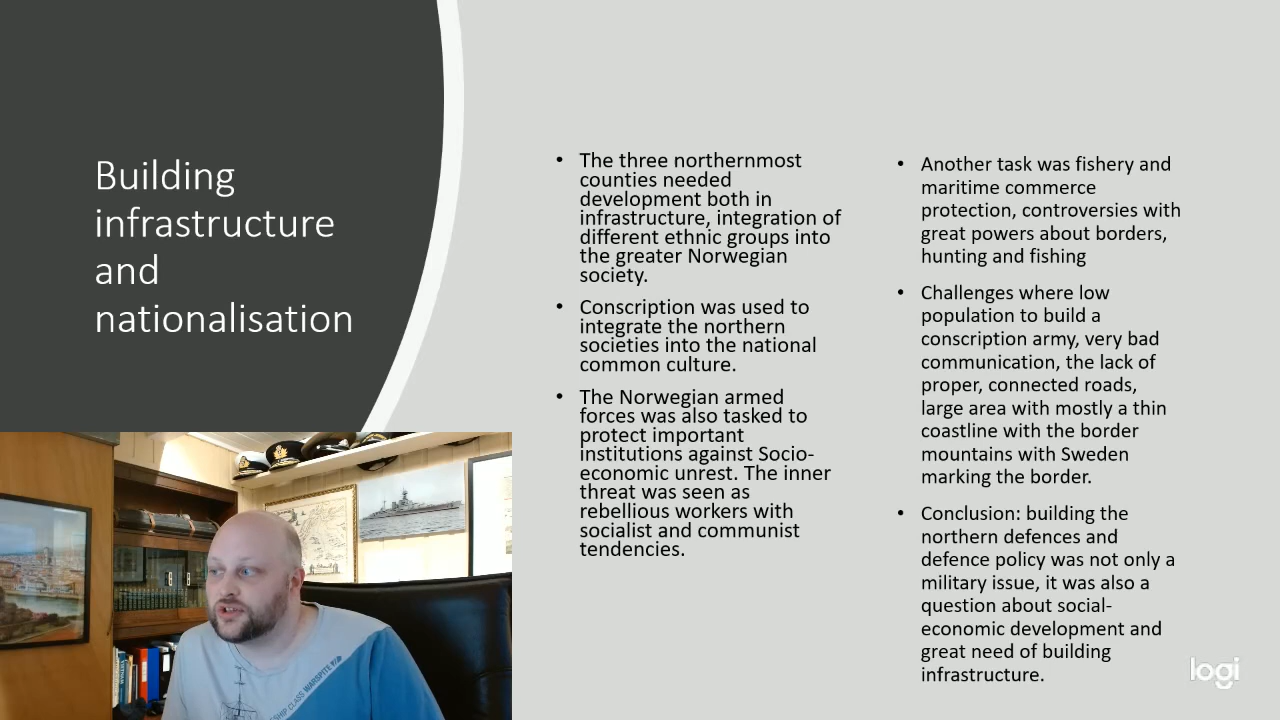 Building
infrastructure
and
nationalisation
• The three northernmost
counties needed
development both in
infrastructure, integration of
different ethnic groups into
the greater Norwegian
society.
• Conscription was used to
integrate the northern
societies into the national
common culture.
• The Norwegian armed
forces was also tasked to
protect important
institutions against Socio-
economic unrest. The inner
threat was seen as
rebellious workers with
socialist and communist
tendencies.
• Another task was fishery and
maritime commerce
protection, controversies with
great powers about borders,
hunting and fishing
• Challenges where low
population to build a
conscription army, very bad
communication, the lack of
proper, connected roads,
large area with mostly a thin
coastline with the border
mountains with Sweden
marking the border.
• Conclusion: building the
northern defences and
defence policy was not only a
military issue, it was also a
question about social-
economic development and
great need of building
infrastructure.
logi
CLASS WARSPITE